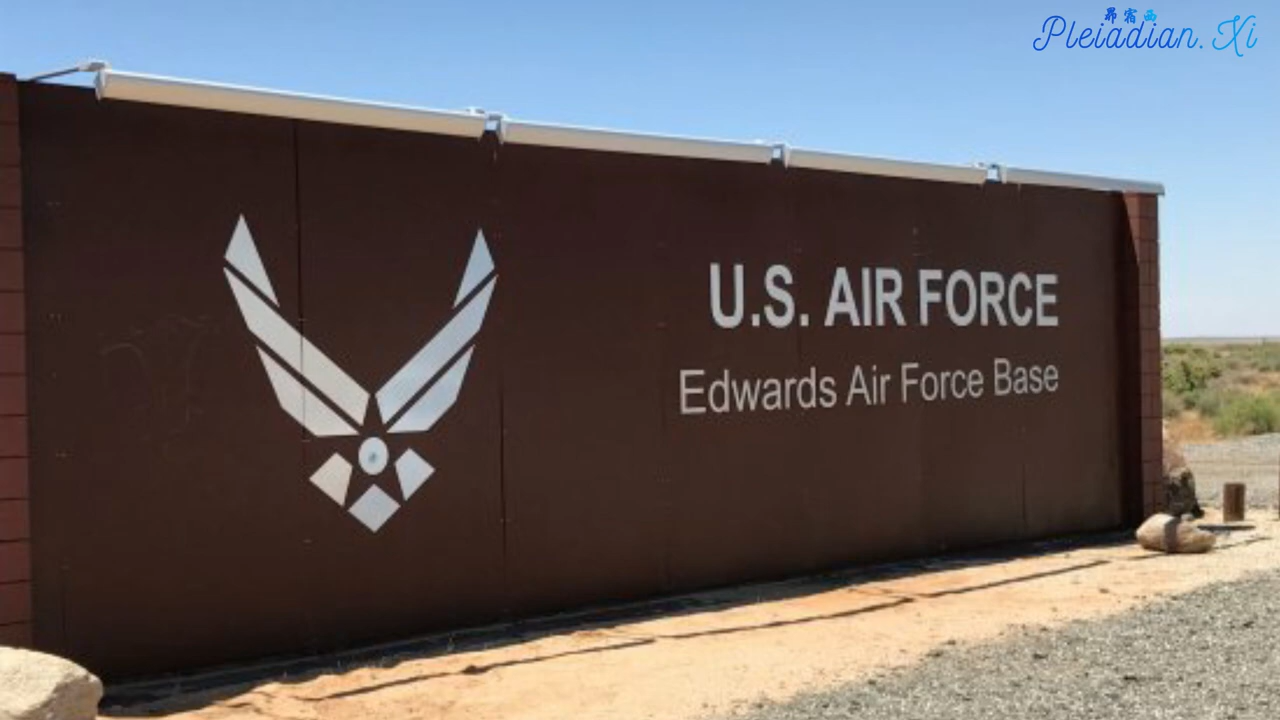 昴宿西
Pleiadian. Xi
U.S. AIR FORCE
Edwards Air Force Base